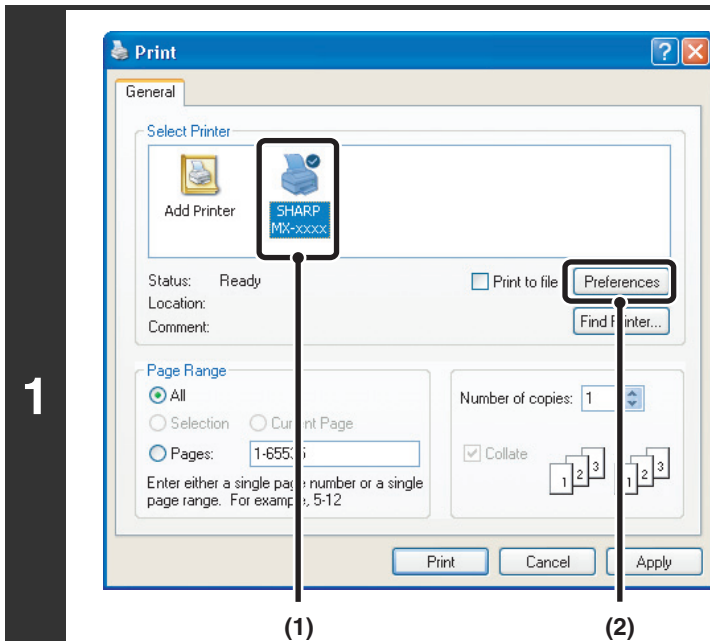 Print
General
Select Printer
Add Printer
SHARP
MX-xxxx
Status: Ready
Print to file
Preferences
Location:
Comment:
Find Printer...
1
Page Range
All
Selection
Current Page
Pages:
1-65535
Enter either a single page number or a single
page range. For example, 5-12
Number of copies: 1
Collate
1 2 3
1 2 3
Print
Cancel
Apply
(1)
(2)